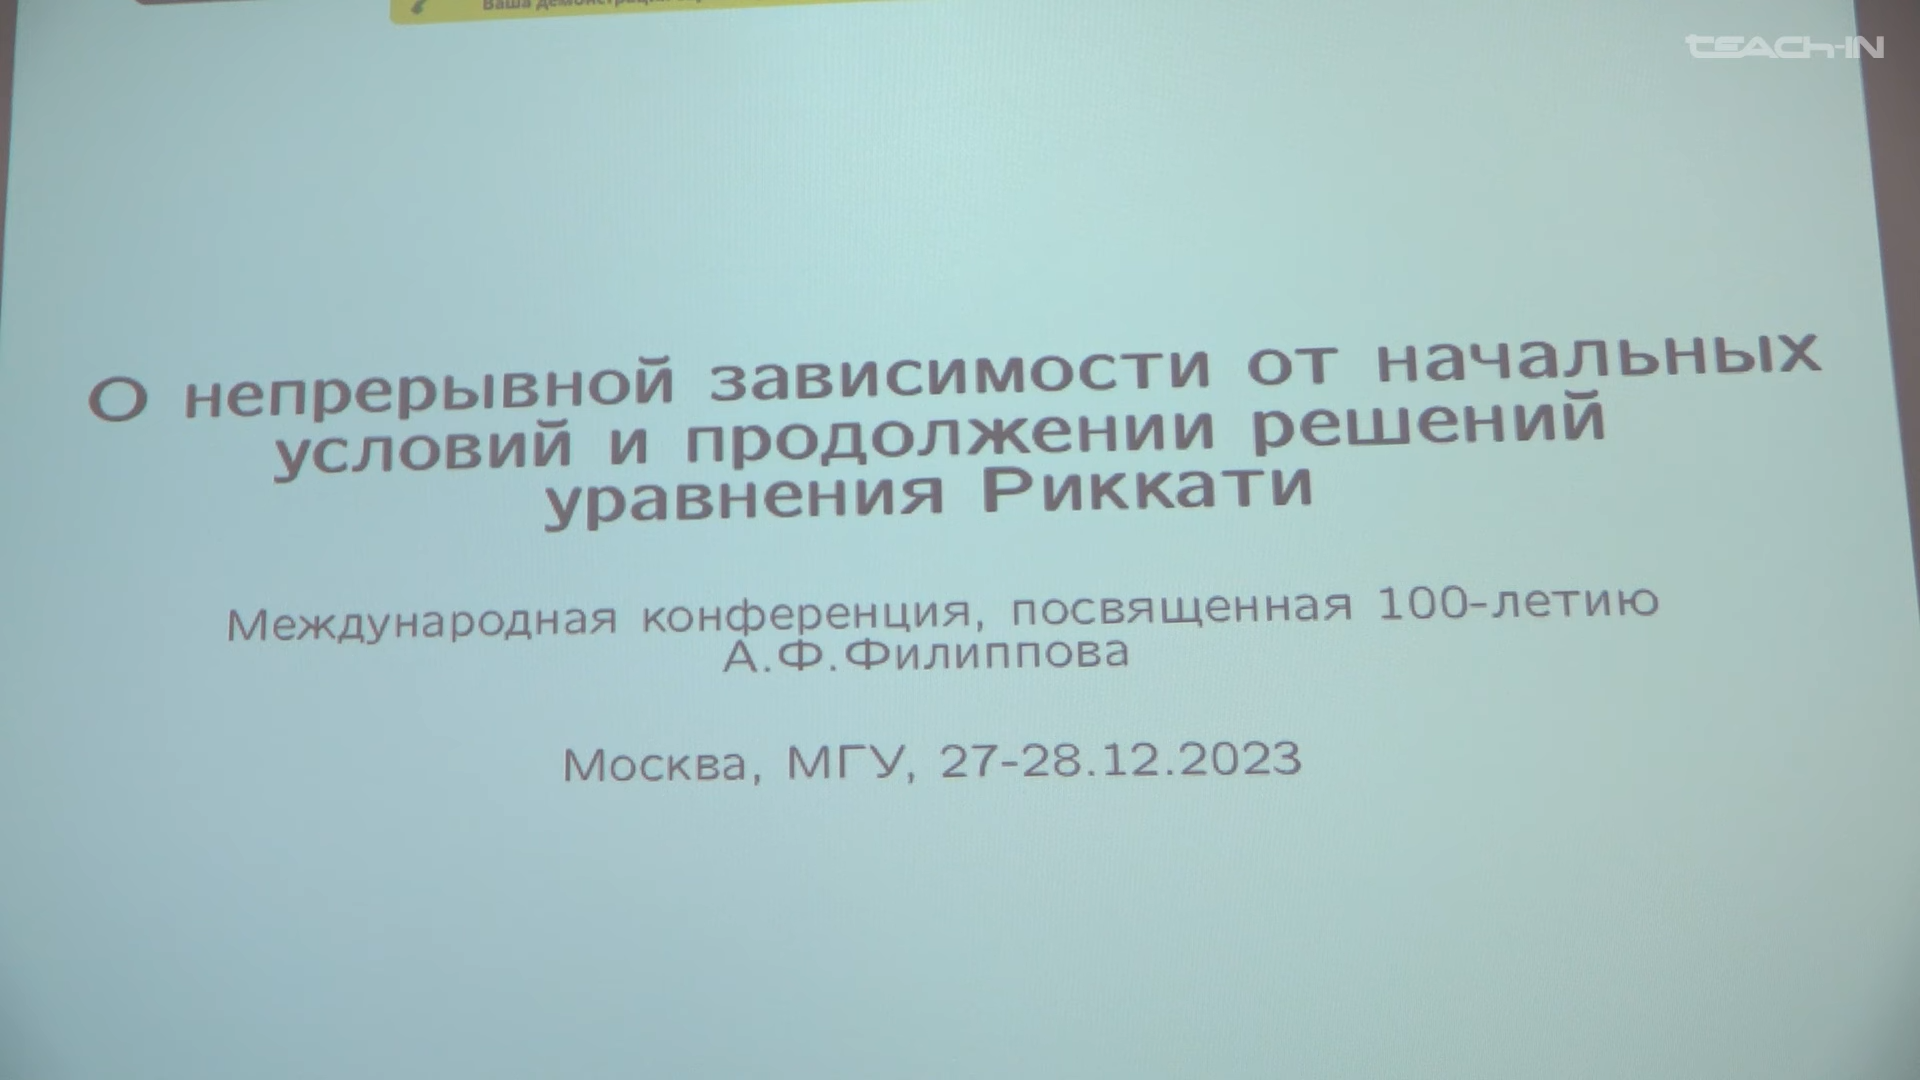 Ваша
teach-in
О непрерывной зависимости от начальных
условий и продолжении решений
уравнения Риккати
Международная конференция, посвященная 100-летию
А.Ф.Филиппова
Москва, МГУ, 27-28.12.2023